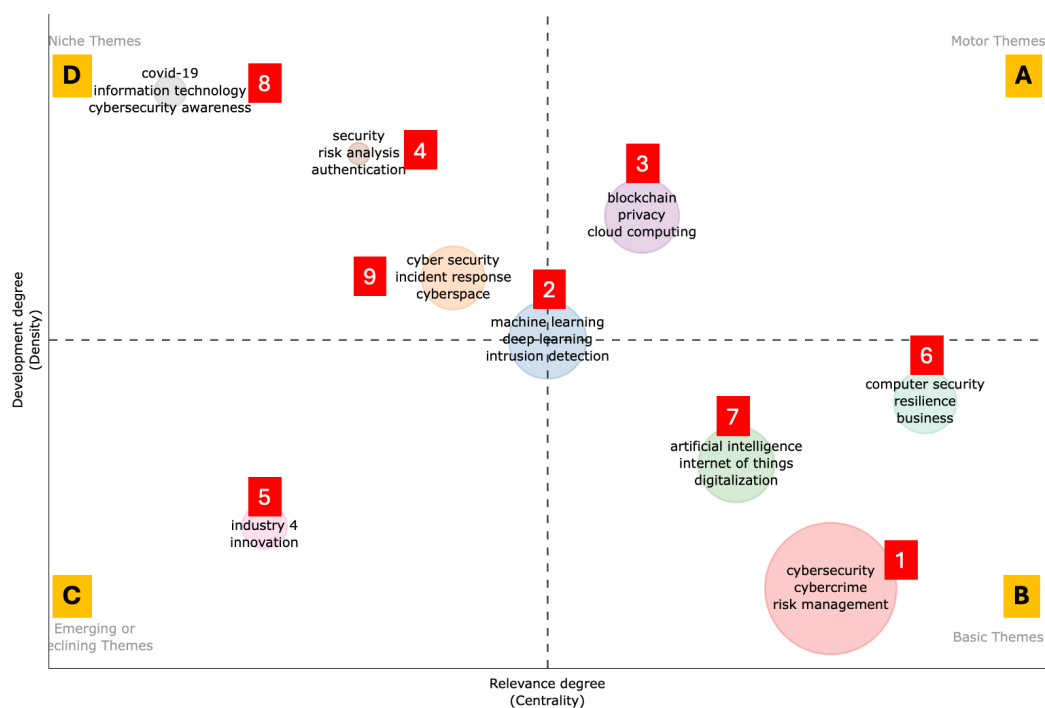 Niche Themes
Motor Themes
D
A
covid-19
information technology
cybersecurity awareness
8
security
risk analysis
authentication
4
3
blockchain
privacy
cloud computing
cyber security
incident response
cyberspace
9
2
machine learning
deep learning
intrusion detection
6
computer security
resilience
business
7
artificial intelligence
internet of things
digitalization
5
industry 4
innovation
1
cybersecurity
cybercrime
risk management
C
B
Emerging or
eclining Themes
Basic Themes
Development degree
(Density)
Relevance degree
(Centrality)